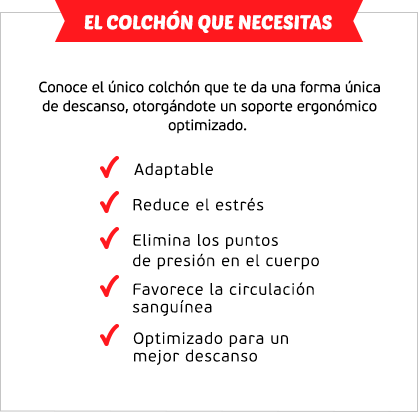 EL COLCHÓN QUE NECESITAS
Conoce el único colchón que te da una forma única
de descanso, otorgándote un soporte ergonómico
optimizado.
Adaptable
Reduce el estrés
Elimina los puntos
de presión en el cuerpo
Favorece la circulación
sanguínea
Optimizado para un
mejor descanso